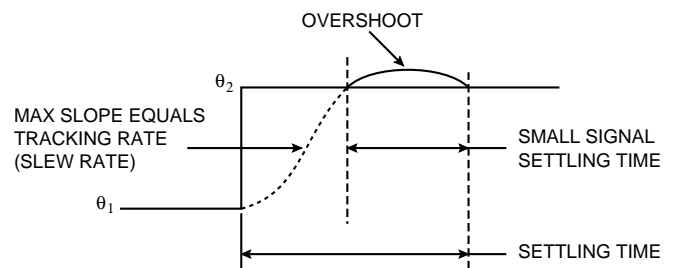 OVERSHOOT
θ2
MAX SLOPE EQUALS
TRACKING RATE
(SLEW RATE)
SMALL SIGNAL
SETTLING TIME
θ1
SETTLING TIME